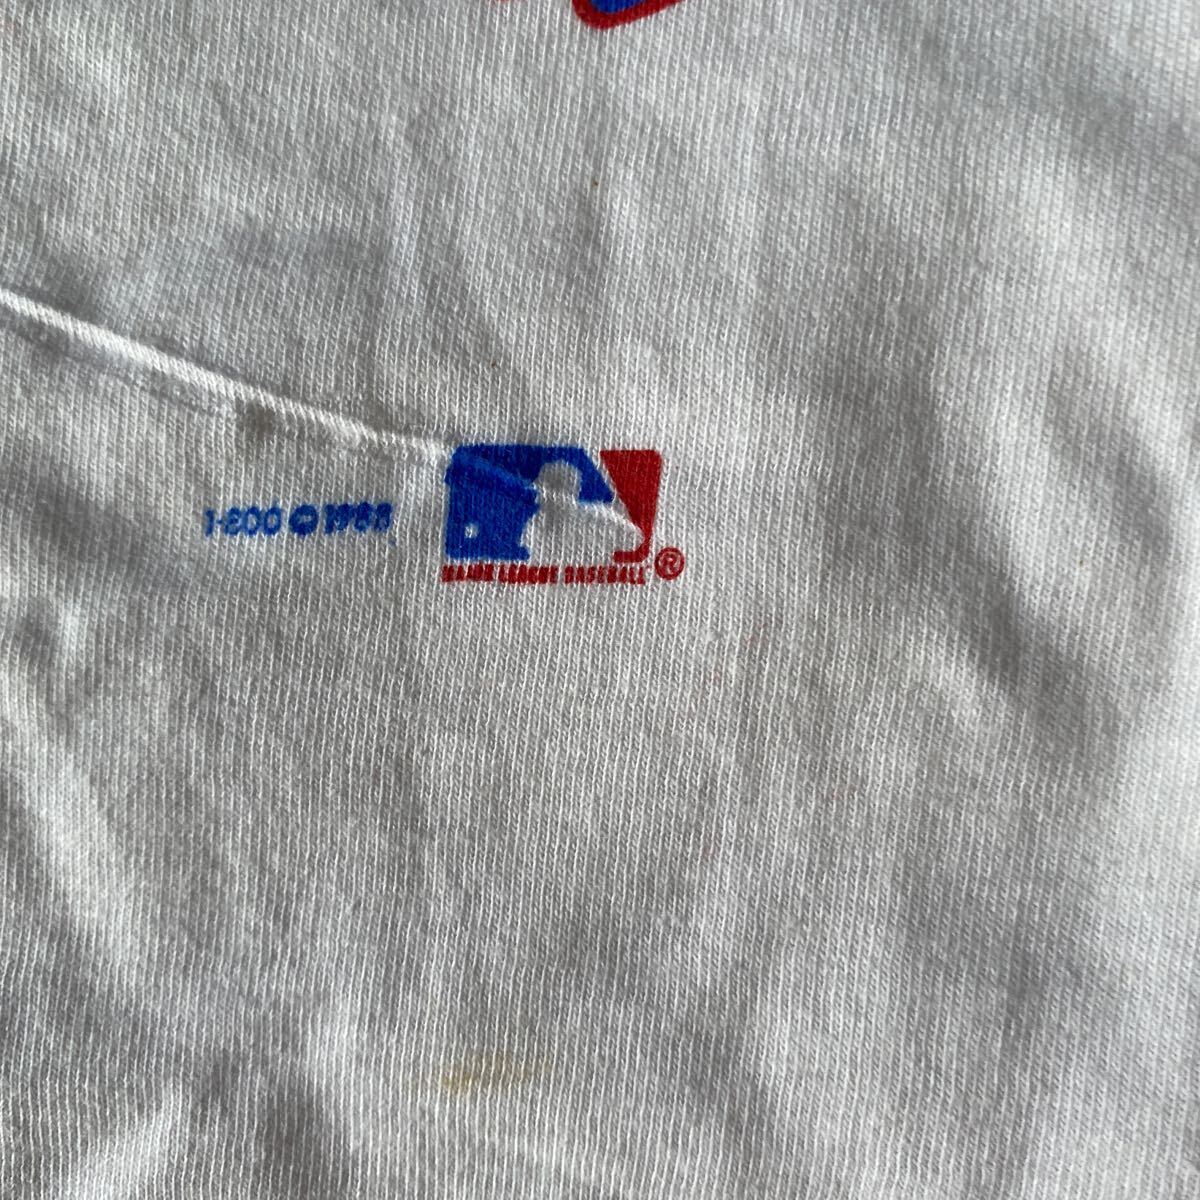 1-800 © 1988
MAJOR LEAGUE BASEBALL ®